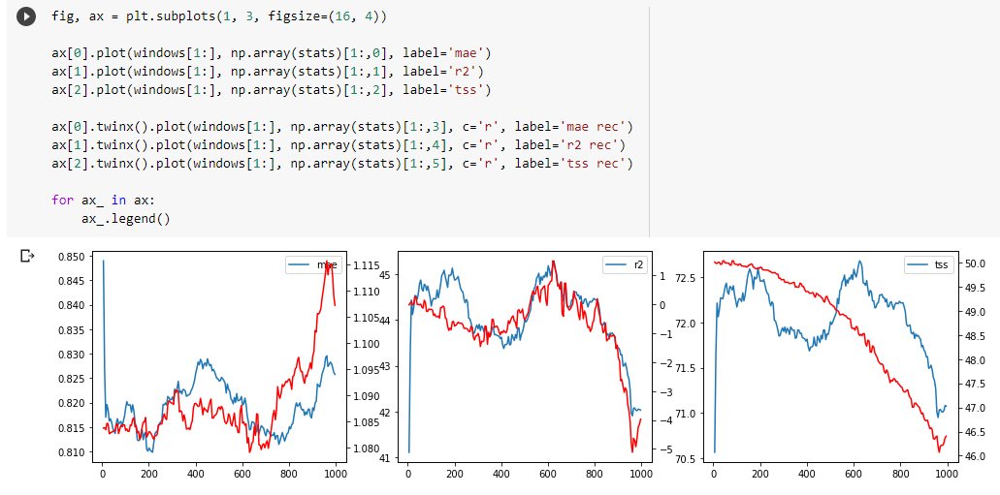 fig, ax = plt.subplots(1, 3, figsize=(16, 4))
ax[0].plot(windows[1:], np.array(stats)[1:,0], label='mae')
ax[1].plot(windows[1:], np.array(stats)[1:,1], label='r2')
ax[2].plot(windows[1:], np.array(stats)[1:,2], label='tss')
ax[0].twinx().plot(windows[1:], np.array(stats)[1:,3], c='r', label='mae rec')
ax[1].twinx().plot(windows[1:], np.array(stats)[1:,4], c='r', label='r2 rec')
ax[2].twinx().plot(windows[1:], np.array(stats)[1:,5], c='r', label='tss rec')
for ax_ in ax:
    ax_.legend()
mae
0.850
0.845
0.840
0.835
0.830
0.825
0.820
0.815
0.810
1.115
1.110
1.105
1.100
1.095
1.090
1.085
1.080
0 200 400 600 800 1000
r2
45
44
43
42
41
1
0
−1
−2
−3
−4
−5
0 200 400 600 800 1000
tss
72.5
72.0
71.5
71.0
70.5
50.0
49.5
49.0
48.5
48.0
47.5
47.0
46.5
46.0
0 200 400 600 800 1000